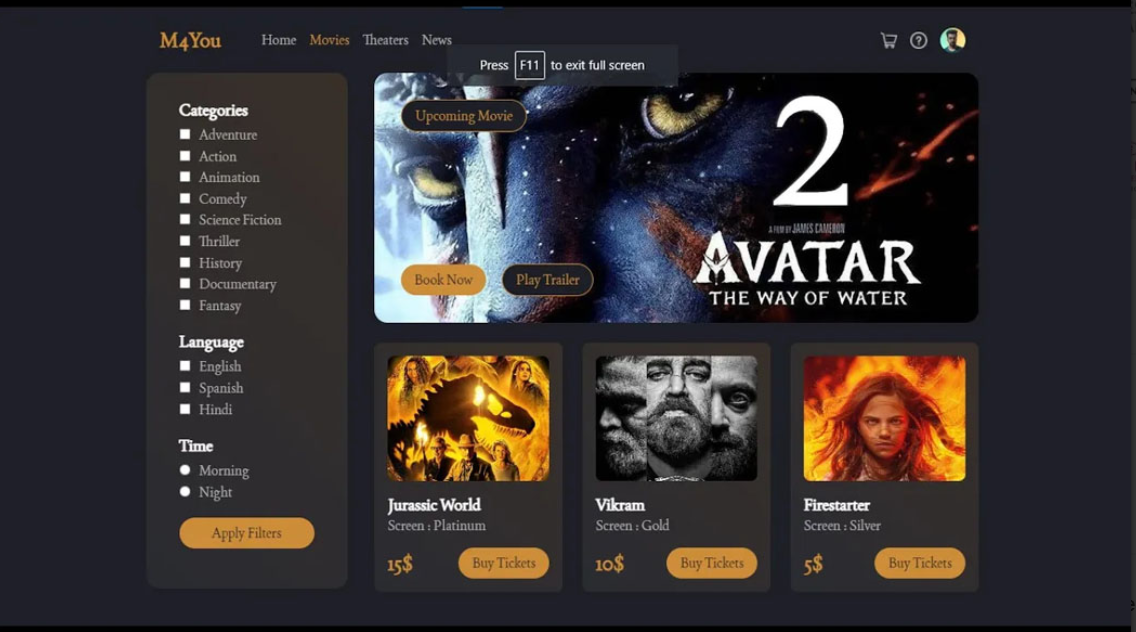 M4You
Home Movies Theaters News
Press F11 to exit full screen
Categories
Adventure
Action
Animation
Comedy
Science Fiction
Thriller
History
Documentary
Fantasy
Language
English
Spanish
Hindi
Time
Morning
Night
Apply Filters
Upcoming Movie
2
A FILM BY JAMES CAMERON
AVATAR
THE WAY OF WATER
Book Now Play Trailer
Jurassic World
Screen : Platinum
15$ Buy Tickets
Vikram
Screen : Gold
10$ Buy Tickets
Firestarter
Screen : Silver
5$ Buy Tickets